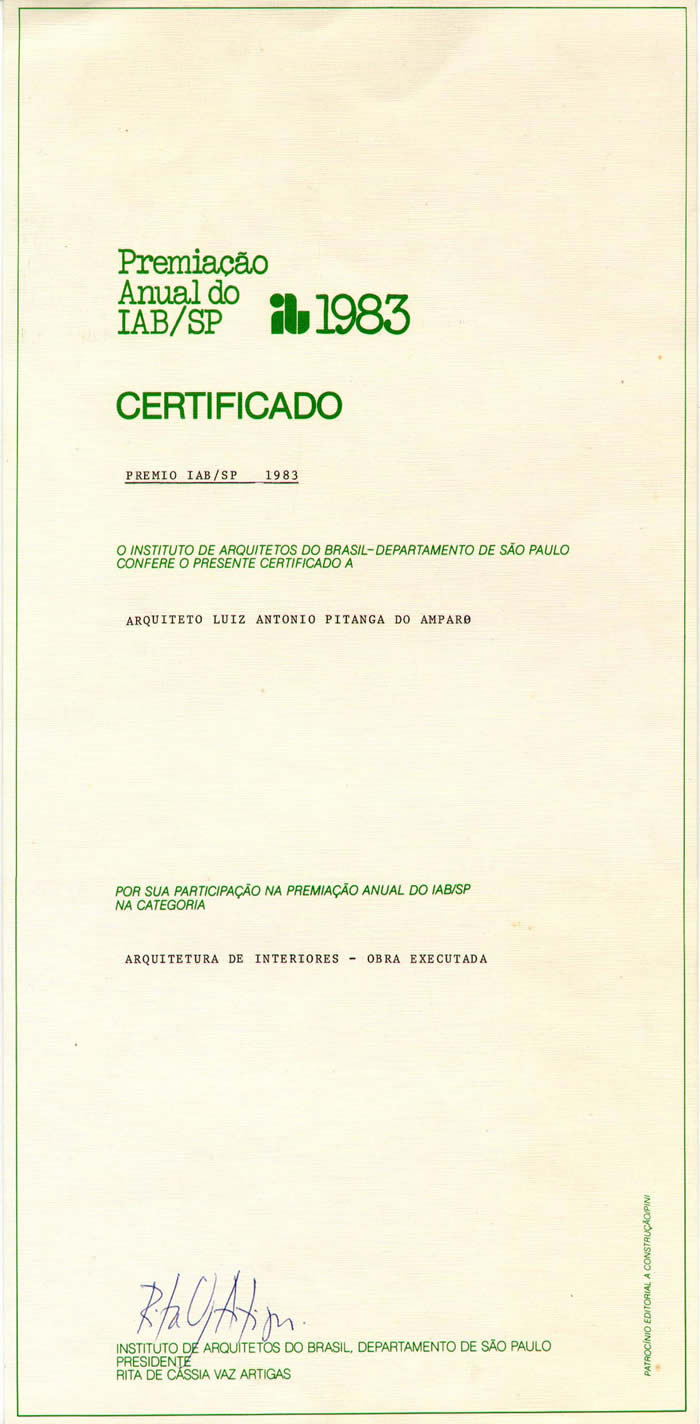 Premiação
Anual do
IAB/SP
iab 1983
CERTIFICADO
PREMIO IAB/SP 1983
O INSTITUTO DE ARQUITETOS DO BRASIL-DEPARTAMENTO DE SÃO PAULO
CONFERE O PRESENTE CERTIFICADO A
ARQUITETO LUIZ ANTONIO PITANGA DO AMPARO
POR SUA PARTICIPAÇÃO NA PREMIAÇÃO ANUAL DO IAB/SP
NA CATEGORIA
ARQUITETURA DE INTERIORES - OBRA EXECUTADA
Rita Artigas
INSTITUTO DE ARQUITETOS DO BRASIL, DEPARTAMENTO DE SÃO PAULO
PRESIDENTE
RITA DE CÁSSIA VAZ ARTIGAS
PATROCÍNIO EDITORIAL A CONSTRUÇÃO/PINI